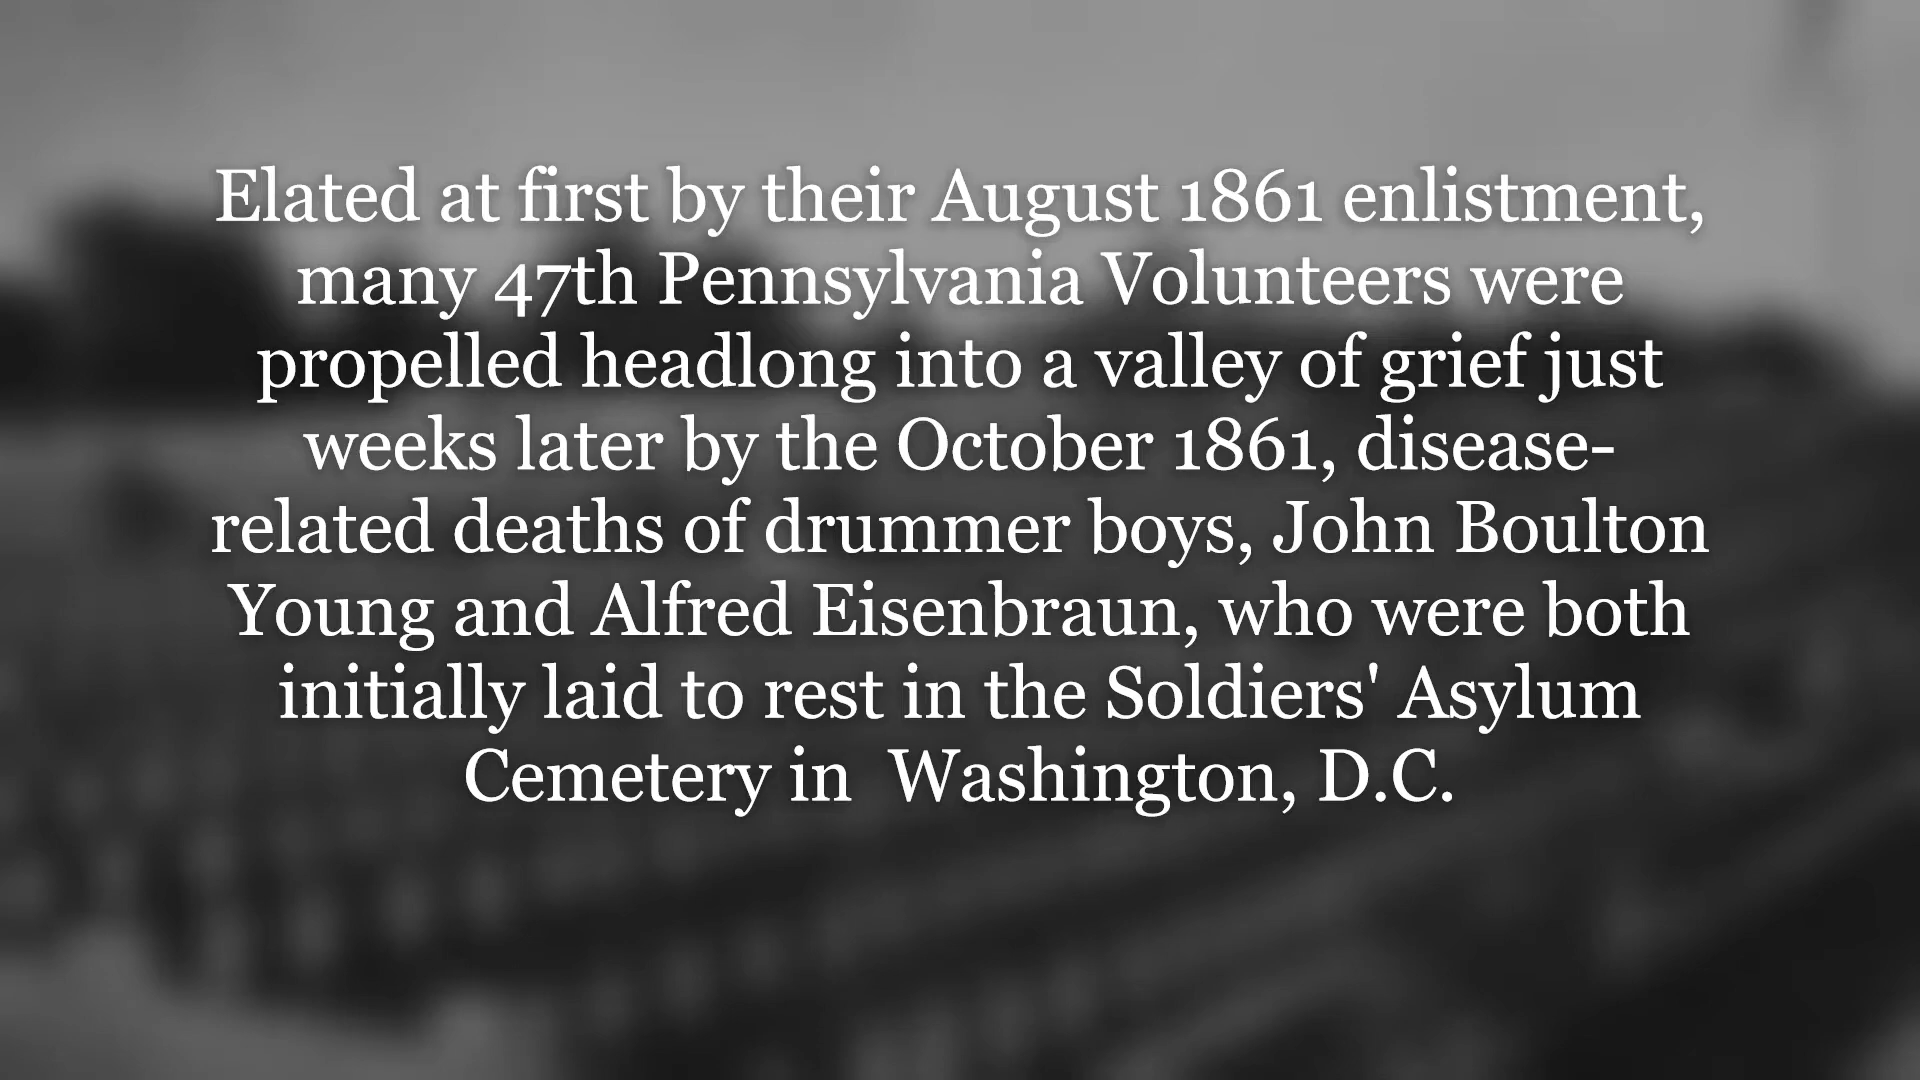 Elated at first by their August 1861 enlistment,
many 47th Pennsylvania Volunteers were
propelled headlong into a valley of grief just
weeks later by the October 1861, disease-
related deaths of drummer boys, John Boulton
Young and Alfred Eisenbraun, who were both
initially laid to rest in the Soldiers' Asylum
Cemetery in  Washington, D.C.